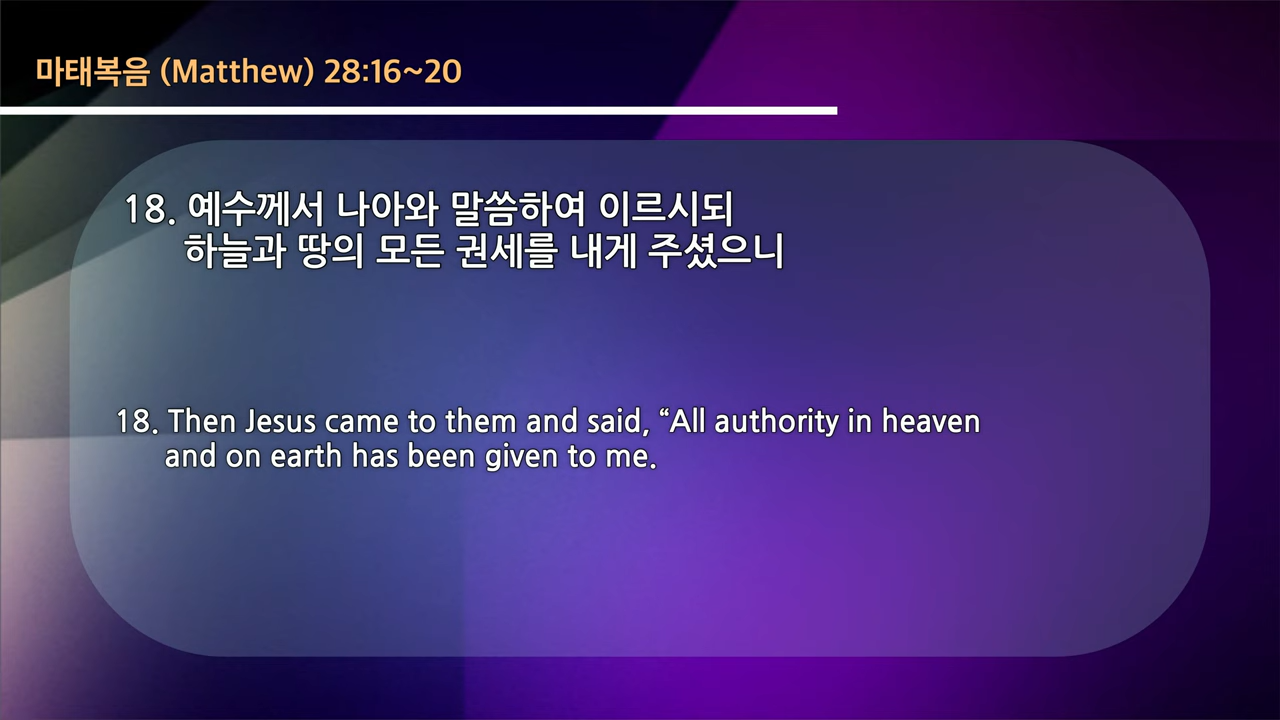 마태복음 (Matthew) 28:16~20
18. 예수께서 나아와 말씀하여 이르시되
하늘과 땅의 모든 권세를 내게 주셨으니
18. Then Jesus came to them and said, “All authority in heaven
and on earth has been given to me.